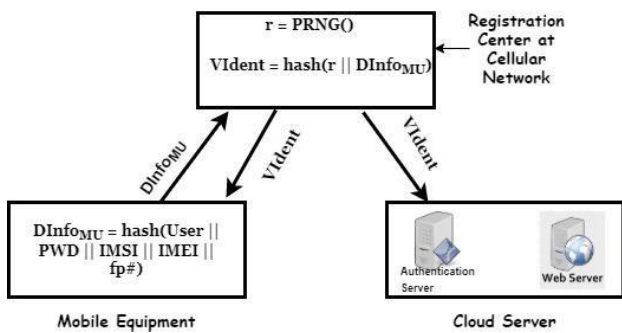 r = PRNG()
VIdent = hash(r || DInfoMU)
Registration
Center at
Cellular
Network
DInfoMU
VIdent
VIdent
DInfoMU = hash(User ||
PWD || IMSI || IMEI ||
fp#)
Authentication
Server
Web Server
Mobile Equipment
Cloud Server